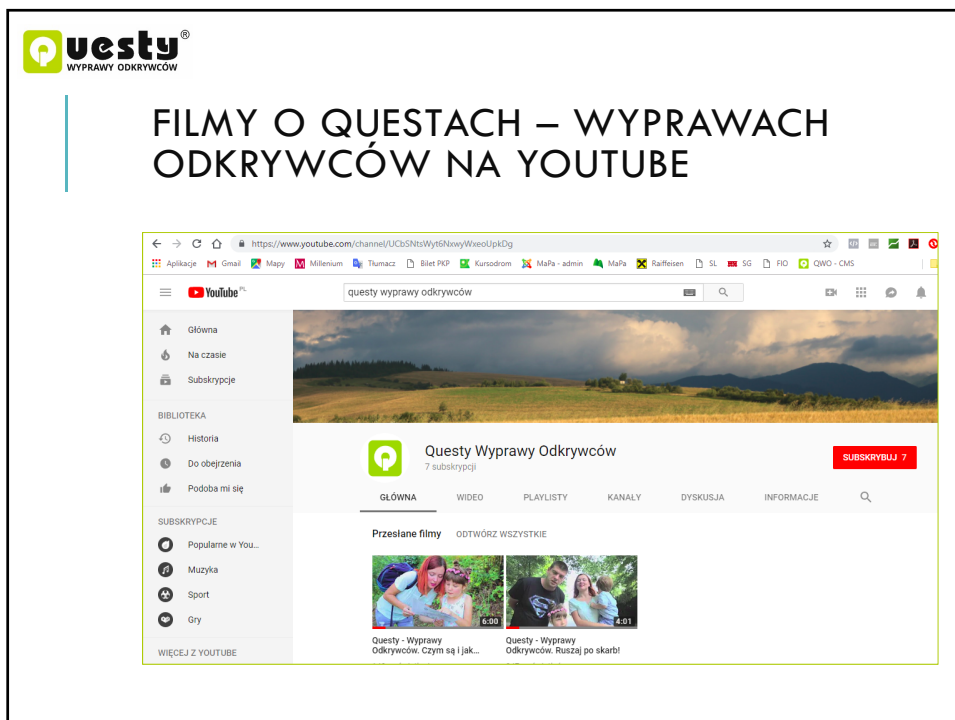 Questy®
WYPRAWY ODKRYWCÓW
FILMY O QUESTACH – WYPRAWACH
ODKRYWCÓW NA YOUTUBE
https://www.youtube.com/channel/UCbSNtsWyt6NxwyWxeoUpkDg
Aplikacje Gmail Mapy Millenium Tłumacz Bilet PKP Kursodrom MaPa - admin MaPa Raiffeisen SL SG FIO QWO - CMS
YouTube PL
questy wyprawy odkrywców
Główna
Na czasie
Subskrypcje
BIBLIOTEKA
Historia
Do obejrzenia
Podoba mi się
SUBSKRYPCJE
Popularne w You...
Muzyka
Sport
Gry
WIĘCEJ Z YOUTUBE
Questy Wyprawy Odkrywców
7 subskrypcji
SUBSKRYBUJ 7
GŁÓWNA WIDEO PLAYLISTY KANAŁY DYSKUSJA INFORMACJE
Przesłane filmy ODTWÓRZ WSZYSTKIE
6:00
4:01
Questy - Wyprawy
Odkrywców. Czym są i jak...
Questy - Wyprawy
Odkrywców. Ruszaj po skarb!